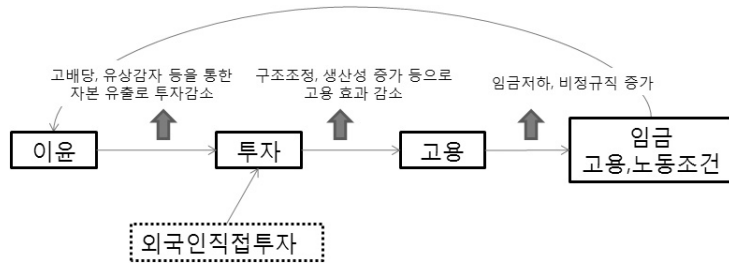 고배당, 유상감자 등을 통한
자본 유출로 투자감소
구조조정, 생산성 증가 등으로
고용 효과 감소
임금저하, 비정규직 증가
이윤
투자
고용
임금
고용,노동조건
외국인직접투자